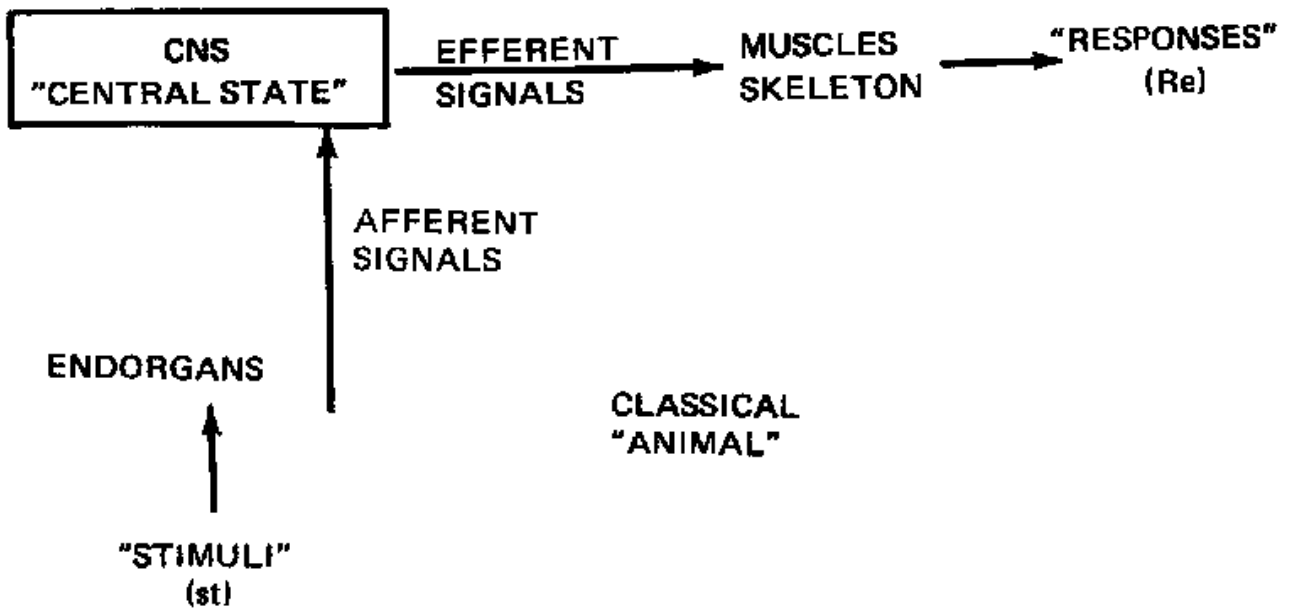 CNS
"CENTRAL STATE"
EFFERENT
SIGNALS
MUSCLES
SKELETON
"RESPONSES"
(Re)
AFFERENT
SIGNALS
ENDORGANS
CLASSICAL
"ANIMAL"
"STIMULI"
(st)